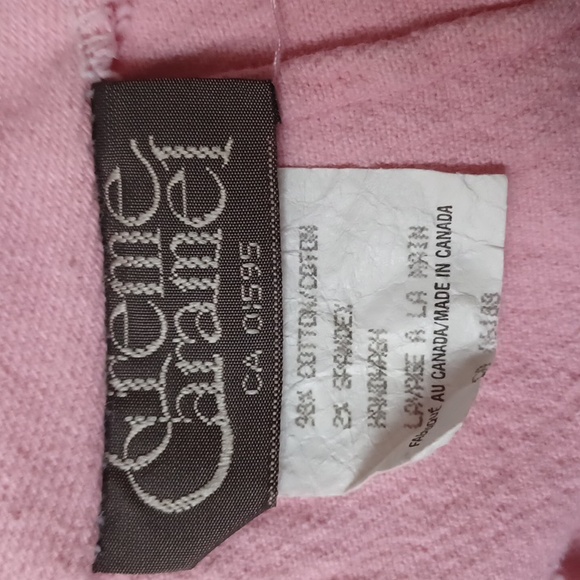 Creme
Caramel
CA 01595
98% COTTON/COTON
2% SPANDEX
HANDWASH
LAVAGE A LA MAIN
FABRIQUÉ AU CANADA/MADE IN CANADA